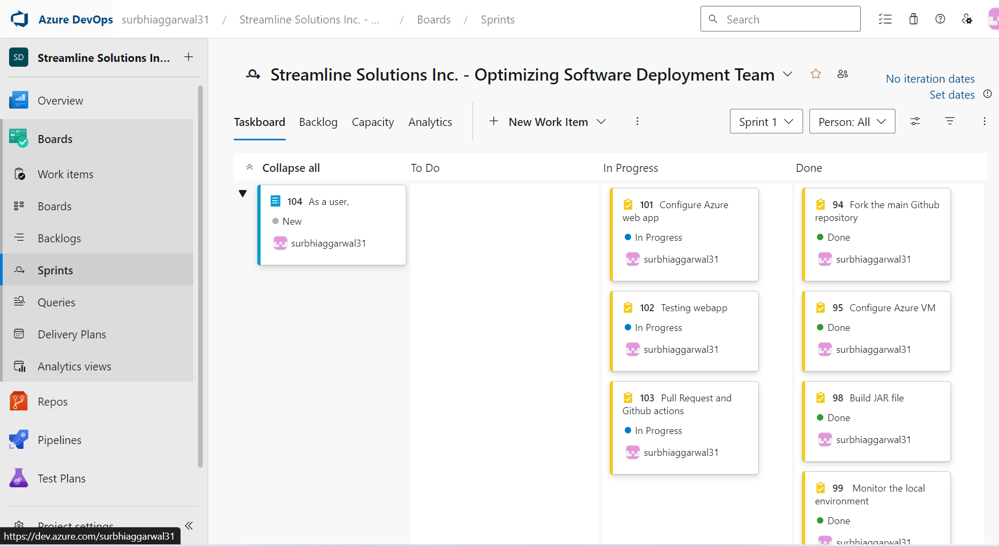 Azure DevOps surbhiaggarwal31 / Streamline Solutions Inc. - ... / Boards / Sprints
Search
SD Streamline Solutions In... +
Overview
Boards
Work items
Boards
Backlogs
Sprints
Queries
Delivery Plans
Analytics views
Repos
Pipelines
Test Plans
Project settings
https://dev.azure.com/surbhiaggarwal31
Streamline Solutions Inc. - Optimizing Software Deployment Team
No iteration dates
Set dates
Taskboard Backlog Capacity Analytics + New Work Item
Sprint 1 Person: All
Collapse all To Do In Progress Done
104 As a user,
New
surbhiaggarwal31
101 Configure Azure
web app
In Progress
surbhiaggarwal31
102 Testing webapp
In Progress
surbhiaggarwal31
103 Pull Request and
Github actions
In Progress
surbhiaggarwal31
94 Fork the main Github
repository
Done
surbhiaggarwal31
95 Configure Azure VM
Done
surbhiaggarwal31
98 Build JAR file
Done
surbhiaggarwal31
99 Monitor the local
environment
Done
surbhiaggarwal31